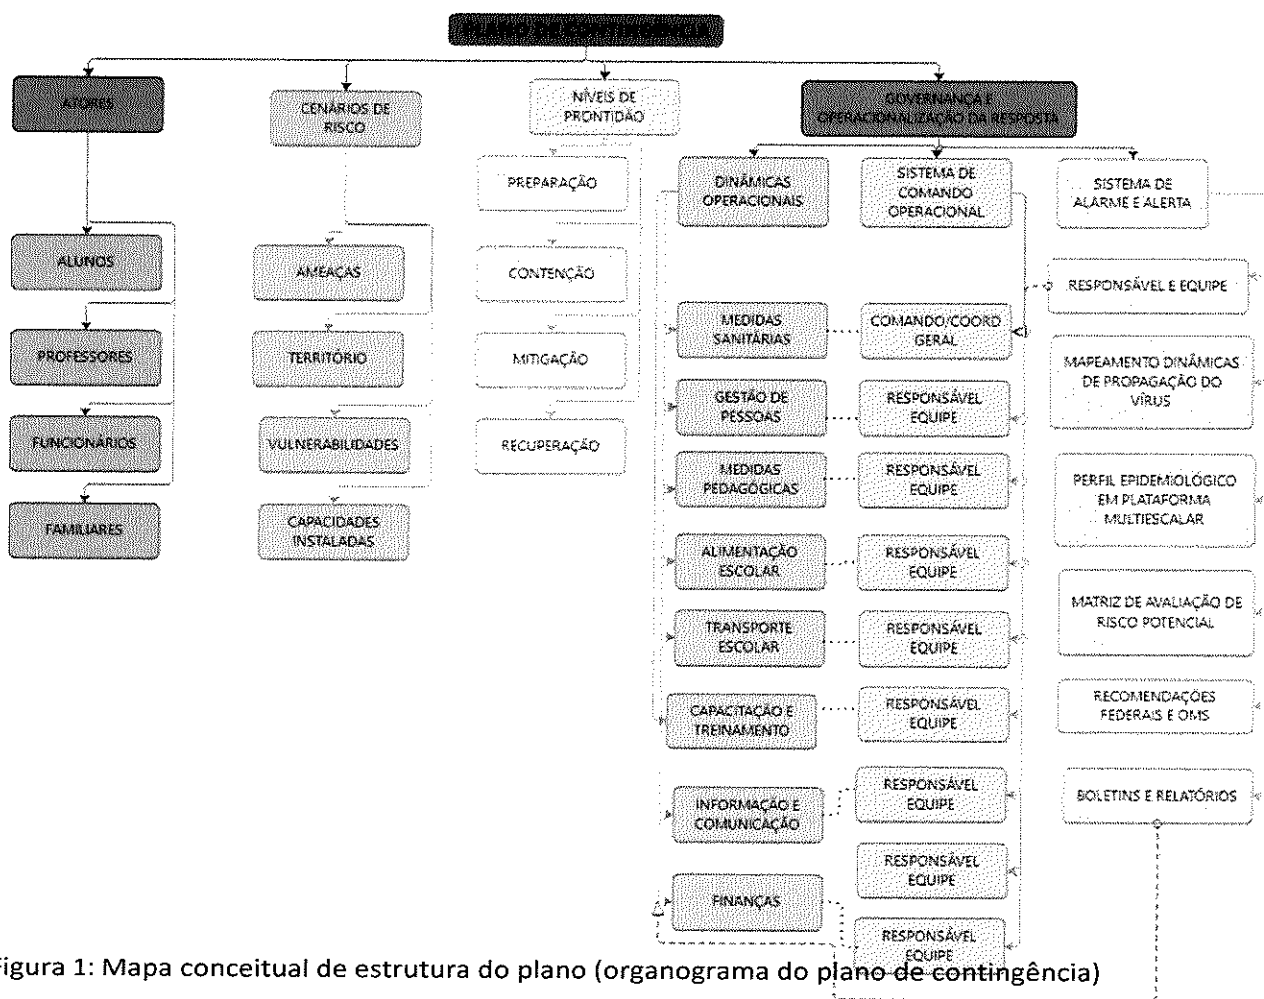 PLANO DE CONTINGÊNCIA
ATORES
CENÁRIOS DE
RISCO
NÍVEIS DE
PRONTIDÃO
GOVERNANÇA E
OPERACIONALIZAÇÃO DA RESPOSTA
ALUNOS
PROFESSORES
FUNCIONÁRIOS
FAMILIARES
AMEAÇAS
TERRITÓRIO
VULNERABILIDADES
CAPACIDADES
INSTALADAS
PREPARAÇÃO
CONTENÇÃO
MITIGAÇÃO
RECUPERAÇÃO
DINÂMICAS
OPERACIONAIS
MEDIDAS
SANITÁRIAS
GESTÃO DE
PESSOAS
MEDIDAS
PEDAGÓGICAS
ALIMENTAÇÃO
ESCOLAR
TRANSPORTE
ESCOLAR
CAPACITAÇÃO E
TREINAMENTO
INFORMAÇÃO E
COMUNICAÇÃO
FINANÇAS
SISTEMA DE
COMANDO
OPERACIONAL
COMANDO/COORD
GERAL
RESPONSÁVEL
EQUIPE
RESPONSÁVEL
EQUIPE
RESPONSÁVEL
EQUIPE
RESPONSÁVEL
EQUIPE
RESPONSÁVEL
EQUIPE
RESPONSÁVEL
EQUIPE
RESPONSÁVEL
EQUIPE
RESPONSÁVEL
EQUIPE
SISTEMA DE
ALARME E ALERTA
RESPONSÁVEL E EQUIPE
MAPEAMENTO DINÂMICAS
DE PROPAGAÇÃO DO
VÍRUS
PERFIL EPIDEMIOLÓGICO
EM PLATAFORMA
MULTIESCALAR
MATRIZ DE AVALIAÇÃO DE
RISCO POTENCIAL
RECOMENDAÇÕES
FEDERAIS E OMS
BOLETINS E RELATÓRIOS
Figura 1: Mapa conceitual de estrutura do plano (organograma do plano de contingência)